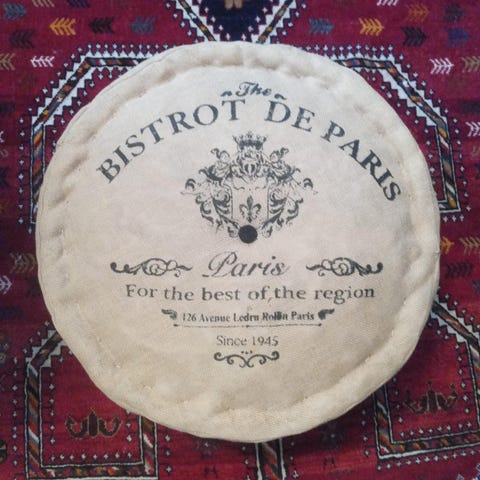 The
BISTROT DE PARIS
Paris
For the best of the region
126 Avenue Ledru Rollin Paris
Since 1945